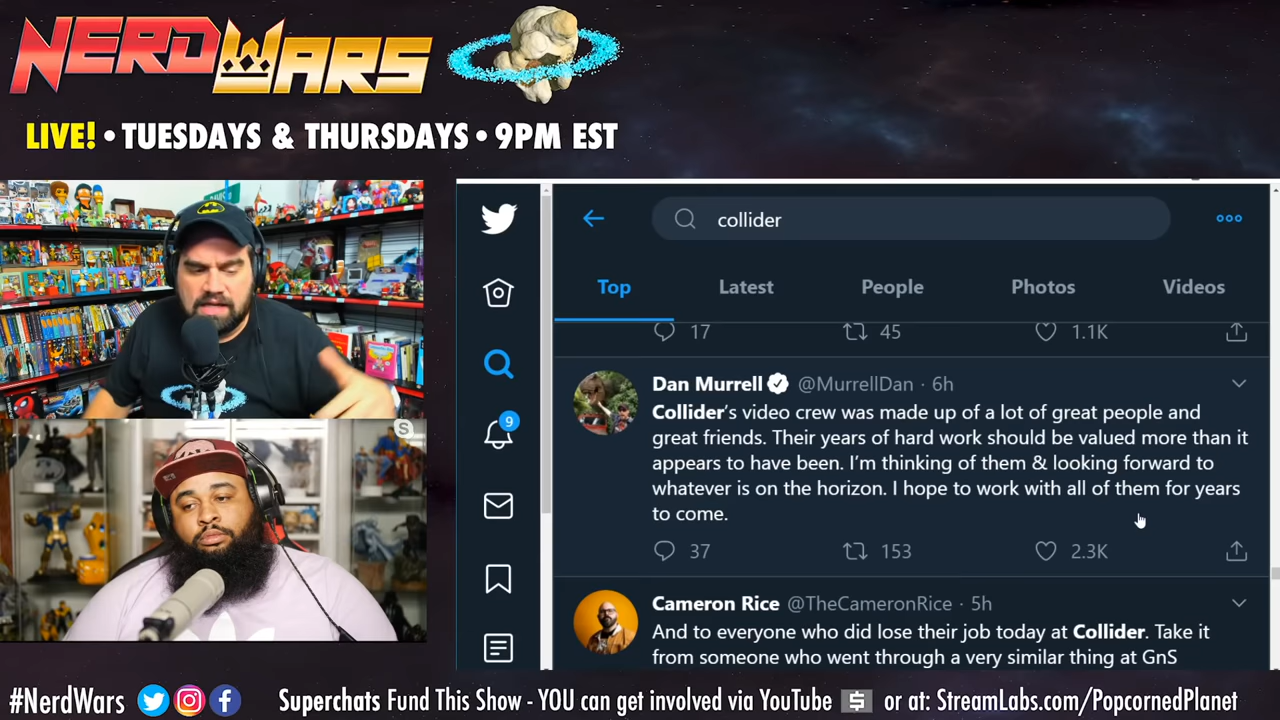 NERD WARS
LIVE! • TUESDAYS & THURSDAYS • 9PM EST
collider
Top Latest People Photos Videos
17 45 1.1K
Dan Murrell @MurrellDan · 6h
Collider's video crew was made up of a lot of great people and
great friends. Their years of hard work should be valued more than it
appears to have been. I'm thinking of them & looking forward to
whatever is on the horizon. I hope to work with all of them for years
to come.
9
37 153 2.3K
Cameron Rice @TheCameronRice · 5h
And to everyone who did lose their job today at Collider. Take it
from someone who went through a very similar thing at GnS
#NerdWars Superchats Fund This Show - YOU can get involved via YouTube $ or at: StreamLabs.com/PopcornedPlanet